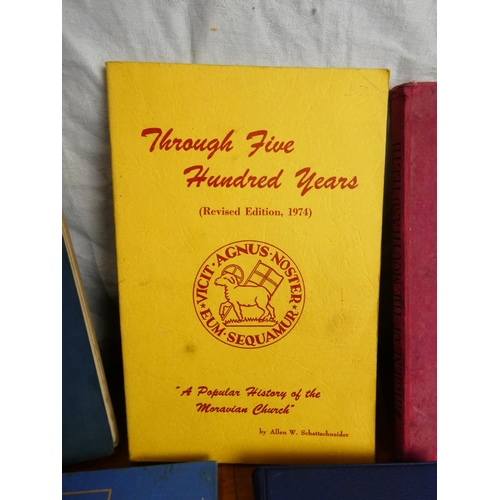 Through Five
Hundred Years
(Revised Edition, 1974)
VICIT · AGNUS · NOSTER
EUM · SEQUAMUR
"A Popular History of the
Moravian Church"
by Allen W. Schattschneider